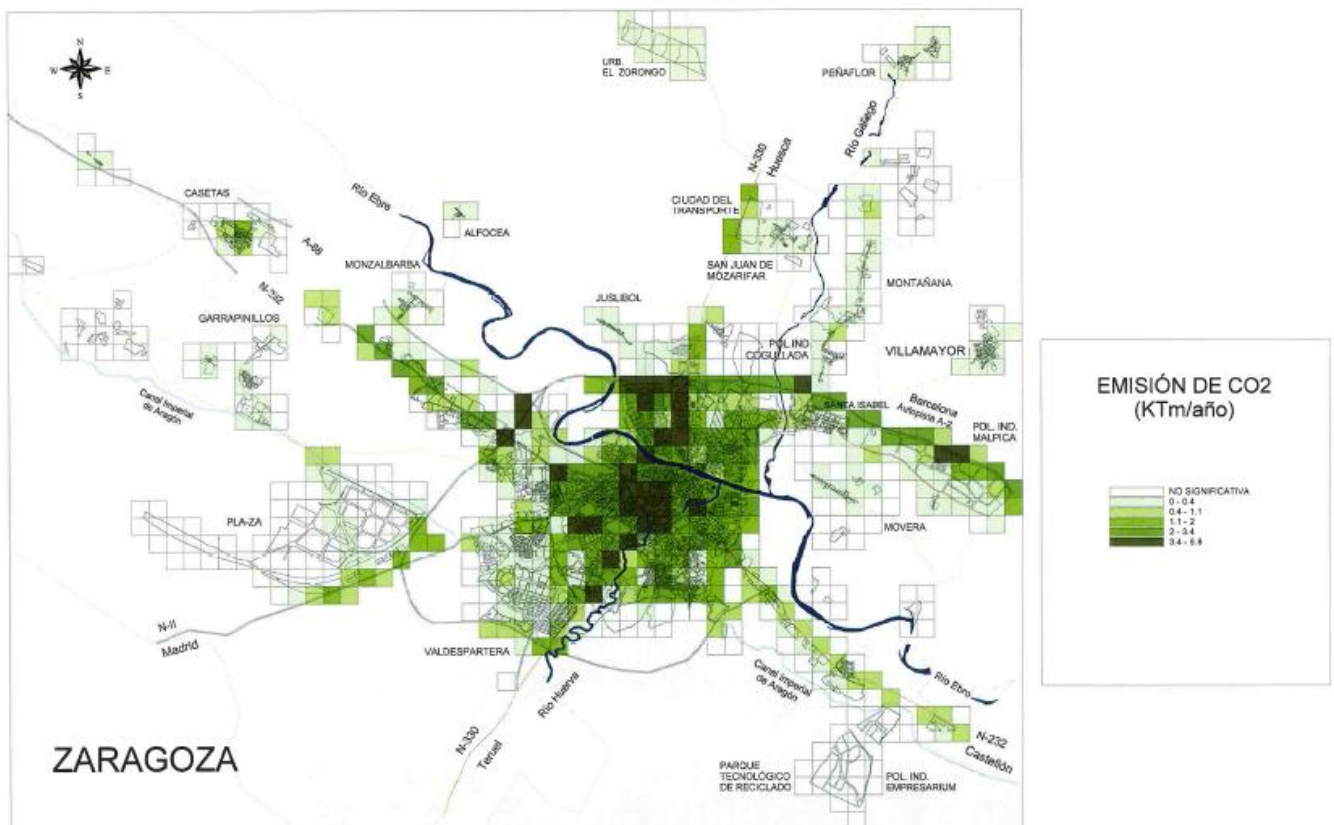 N
W
E
S
URB.
EL ZORONGO
PEÑAFLOR
Río Gállego
N-330
Huesca
CASETAS
Río Ebro
CIUDAD DEL
TRANSPORTE
ALFOCEA
A-68
MONZALBARBA
SAN JUAN DE
MOZARIFAR
MONTAÑANA
N-232
JUSLIBOL
GARRAPINILLOS
POL. IND.
COGULLADA
VILLAMAYOR
Canal Imperial
de Aragón
SANTA ISABEL
Barcelona
Autopista A-2
POL. IND.
MALPICA
PLA-ZA
MOVERA
N-II
Madrid
VALDESPARTERA
Canal Imperial
de Aragón
Río Ebro
Río Huerva
N-330
Teruel
N-232
Castellón
ZARAGOZA
PARQUE
TECNOLÓGICO
DE RECICLADO
POL. IND.
EMPRESARIUM
EMISIÓN DE CO2
(KTm/año)
NO SIGNIFICATIVA
0 - 0.4
0.4 - 1.1
1.1 - 2
2 - 3.4
3.4 - 6.8